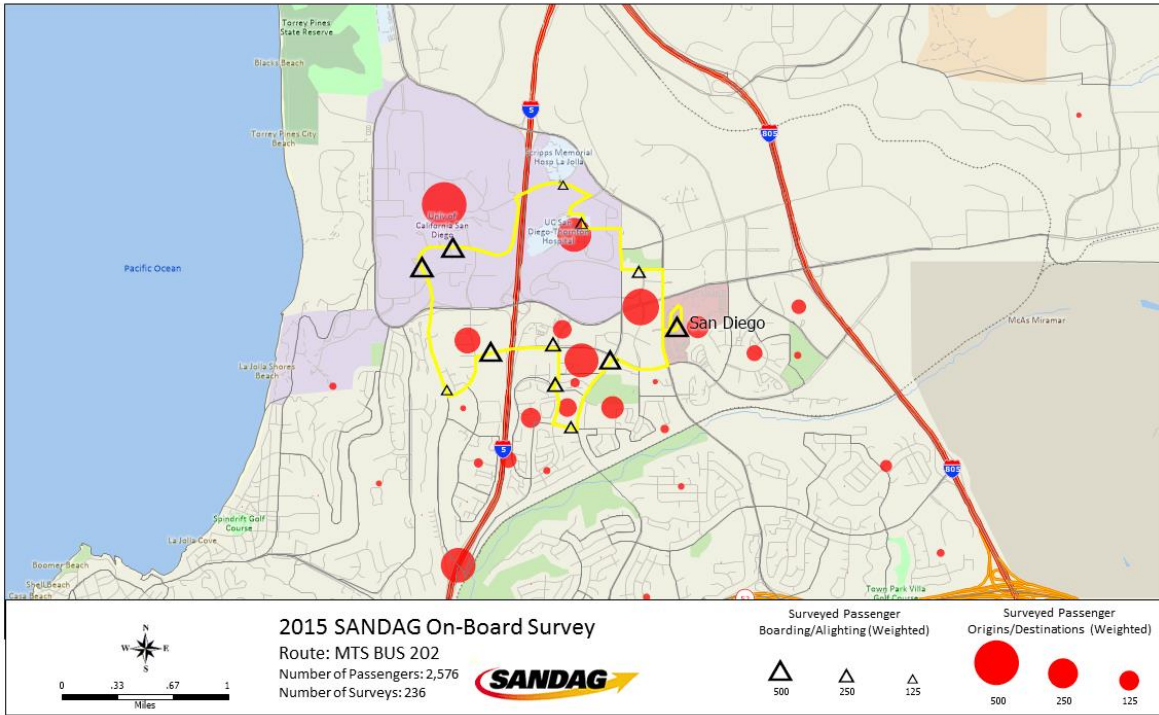 Torrey Pines
State Reserve
Blacks Beach
5
805
Torrey Pines City
Beach
Scripps Memorial
Hosp La Jolla
Univ of
California San
Diego
UC San
Diego-Thornton
Hospital
Pacific Ocean
San Diego
McAs Miramar
La Jolla Shores
Beach
5
805
Spindrift Golf
Course
La Jolla Cove
Boomer Beach
Shell Beach
Casa Beach
Town Park Villa
Golf Course
52
2015 SANDAG On-Board Survey
Route: MTS BUS 202
Number of Passengers: 2,576
Number of Surveys: 236
SANDAG
N
W E
S
0 .33 .67 1
Miles
Surveyed Passenger
Boarding/Alighting (Weighted)
500 250 125
Surveyed Passenger
Origins/Destinations (Weighted)
500 250 125